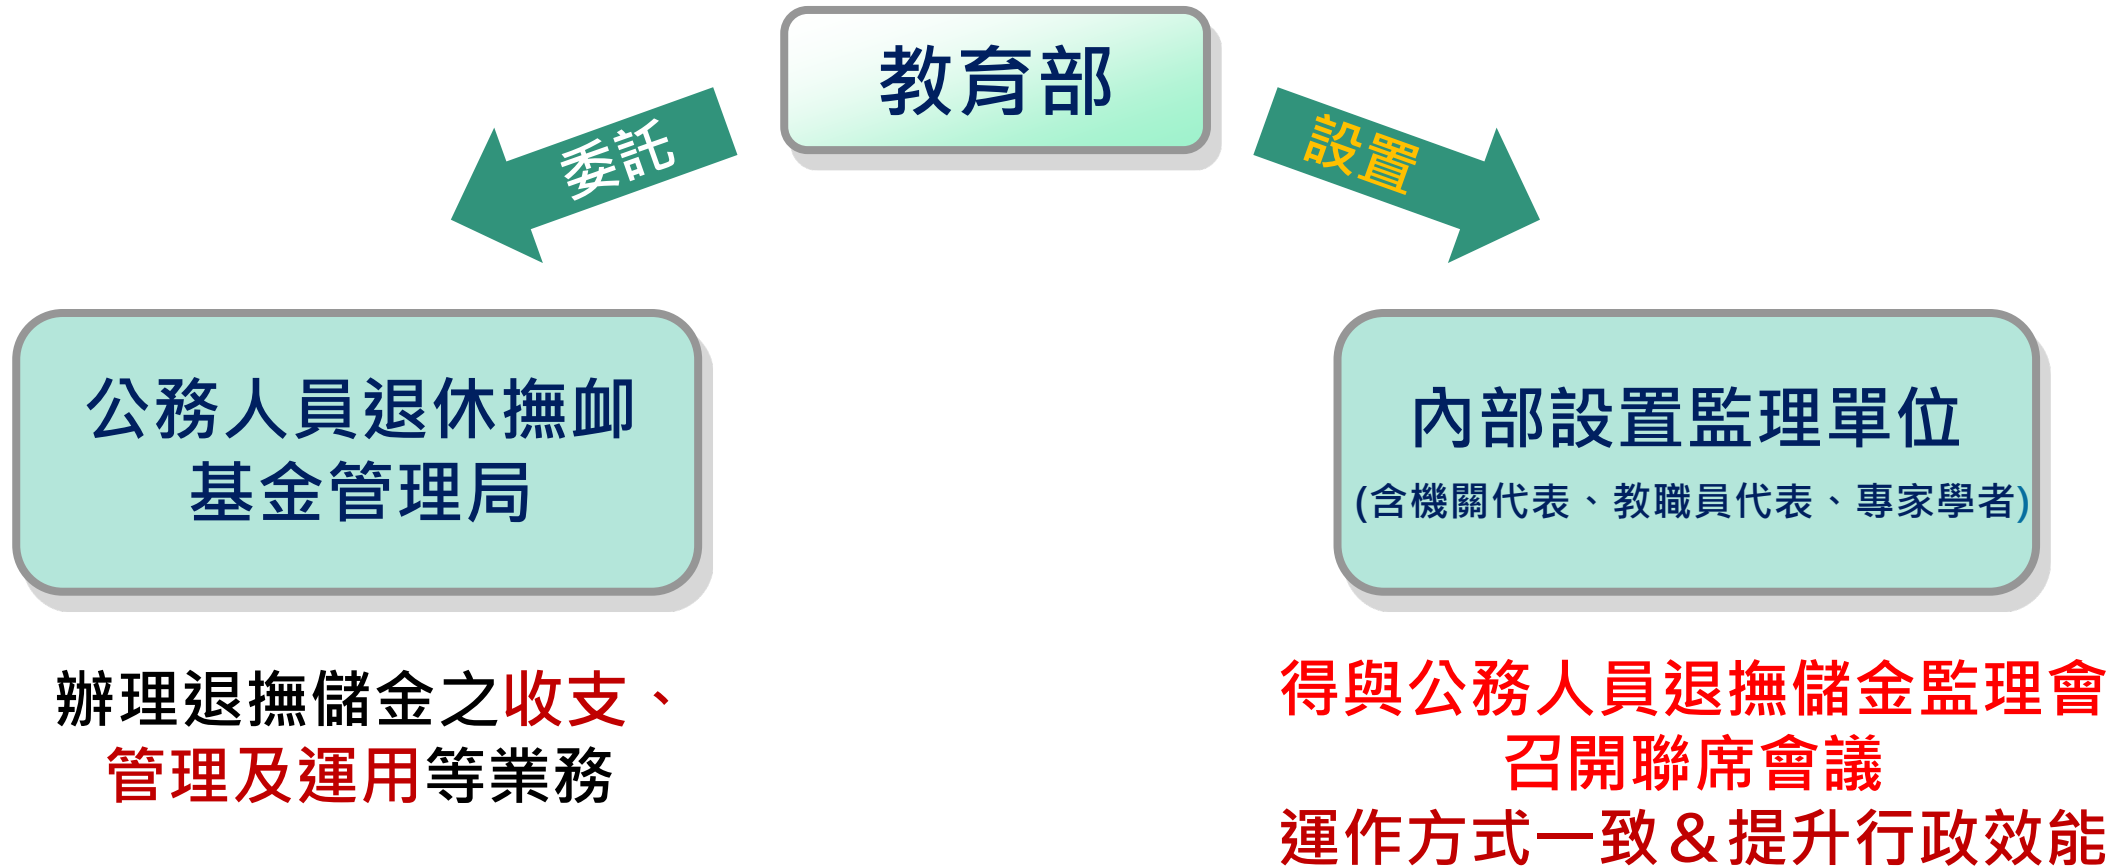 教育部
委託
設置
公務人員退休撫卹
基金管理局
內部設置監理單位
(含機關代表、教職員代表、專家學者)
辦理退撫儲金之收支、
管理及運用等業務
得與公務人員退撫儲金監理會
召開聯席會議
運作方式一致＆提升行政效能